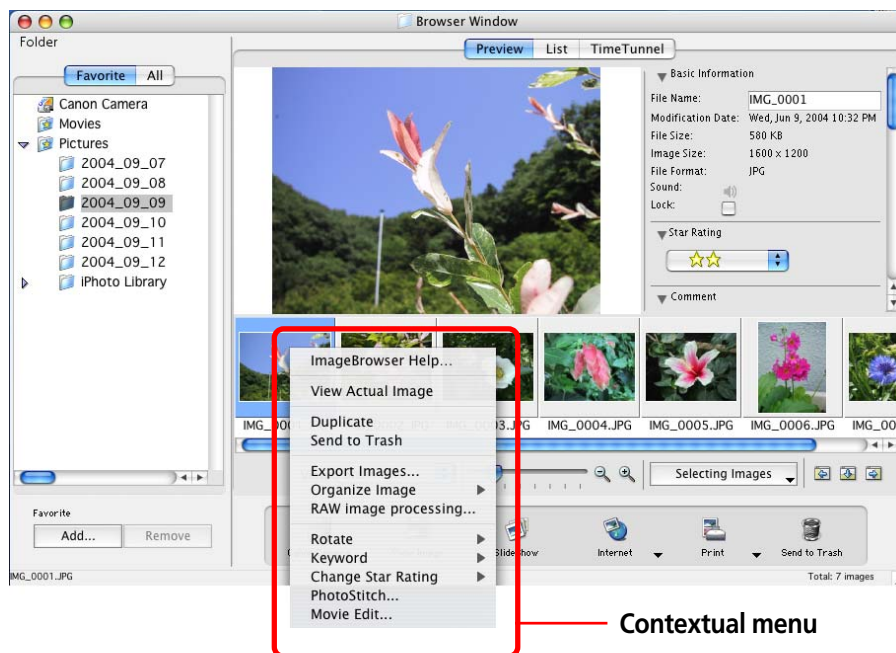 Browser Window
Folder
Favorite
All
Canon Camera
Movies
Pictures
2004_09_07
2004_09_08
2004_09_09
2004_09_10
2004_09_11
2004_09_12
iPhoto Library
Favorite
Add...
Remove
IMG_0001.JPG
Preview
List
TimeTunnel
Basic Information
File Name: IMG_0001
Modification Date: Wed, Jun 9, 2004 10:32 PM
File Size: 580 KB
Image Size: 1600 x 1200
File Format: JPG
Sound:
Lock:
Star Rating
Comment
IMG_0004.JPG
IMG_0005.JPG
IMG_0006.JPG
IMG_00
Selecting Images
SlideShow
Internet
Print
Send to Trash
Total: 7 images
ImageBrowser Help...
View Actual Image
Duplicate
Send to Trash
Export Images...
Organize Image
RAW image processing...
Rotate
Keyword
Change Star Rating
PhotoStitch...
Movie Edit...
Contextual menu